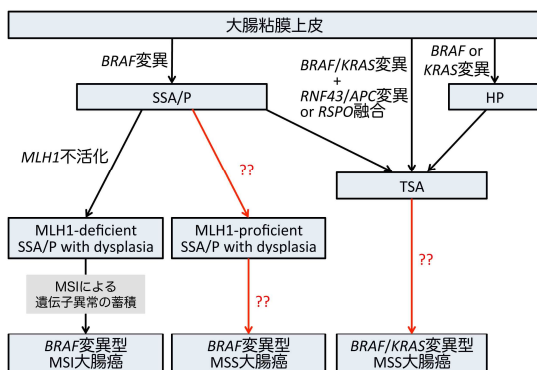 大腸粘膜上皮
BRAF変異
BRAF/KRAS変異
+
RNF43/APC変異
or RSPO融合
BRAF or
KRAS変異
SSA/P
HP
MLH1不活化
??
TSA
MLH1-deficient
SSA/P with dysplasia
MLH1-proficient
SSA/P with dysplasia
??
MSIによる
遺伝子異常の蓄積
??
BRAF変異型
MSI大腸癌
BRAF変異型
MSS大腸癌
BRAF/KRAS変異型
MSS大腸癌